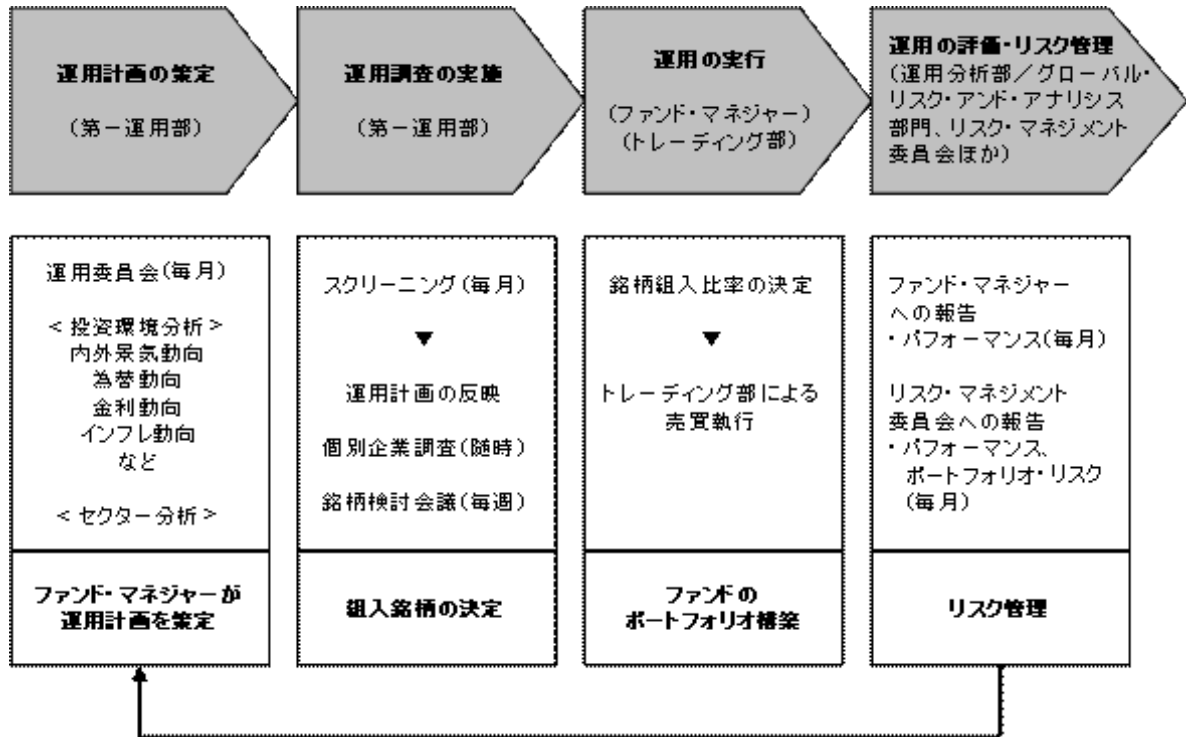 運用計画の策定
(第一運用部)
運用調査の実施
(第一運用部)
運用の実行
(ファンド・マネジャー)
(トレーディング部)
運用の評価・リスク管理
(運用分析部／グローバル・
リスク・アンド・アナリシス
部門、リスク・マネジメント
委員会ほか)
運用委員会(毎月)
＜投資環境分析＞
内外景気動向
為替動向
金利動向
インフレ動向
など
＜セクター分析＞
ファンド・マネジャーが
運用計画を策定
スクリーニング(毎月)
▼
運用計画の反映
個別企業調査(随時)
銘柄検討会議(毎週)
組入銘柄の決定
銘柄組入比率の決定
▼
トレーディング部による
売買執行
ファンドの
ポートフォリオ構築
ファンド・マネジャー
への報告
・パフォーマンス(毎月)
リスク・マネジメント
委員会への報告
・パフォーマンス、
ポートフォリオ・リスク
(毎月)
リスク管理